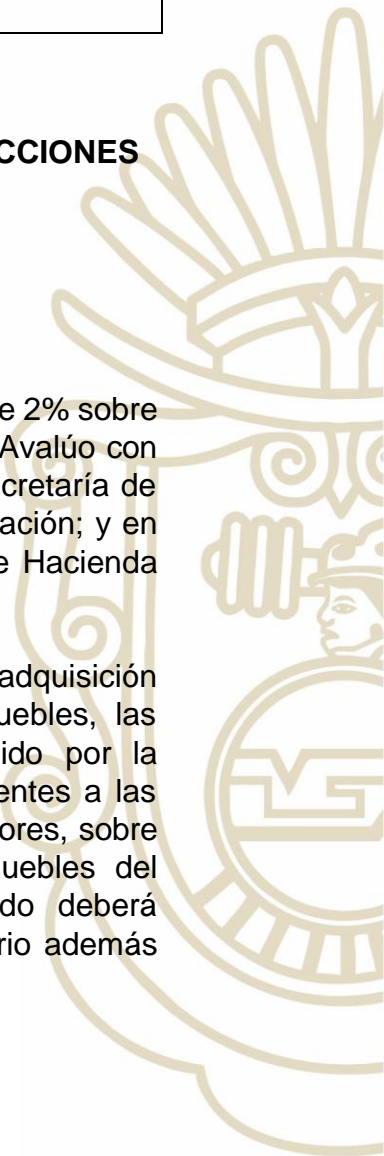 CCIONES
e 2% sobre
Avalúo con
cretaría de
ación; y en
e Hacienda
adquisición
uebles, las
ido por la
entes a las
ores, sobre
uebles del
do deberá
rio además